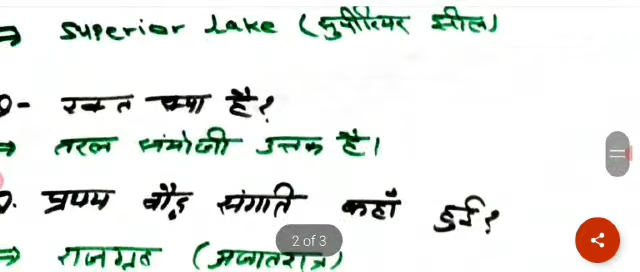 ⇒ Superior Lake (सुपीरियर झील)
Q- रक्त क्या है?
⇒ तरल संयोजी उत्तक है।
Q. प्रथम बौद्ध संगीति कहाँ हुई?
2 of 3
⇒ राजगृह (अजातशत्रु)